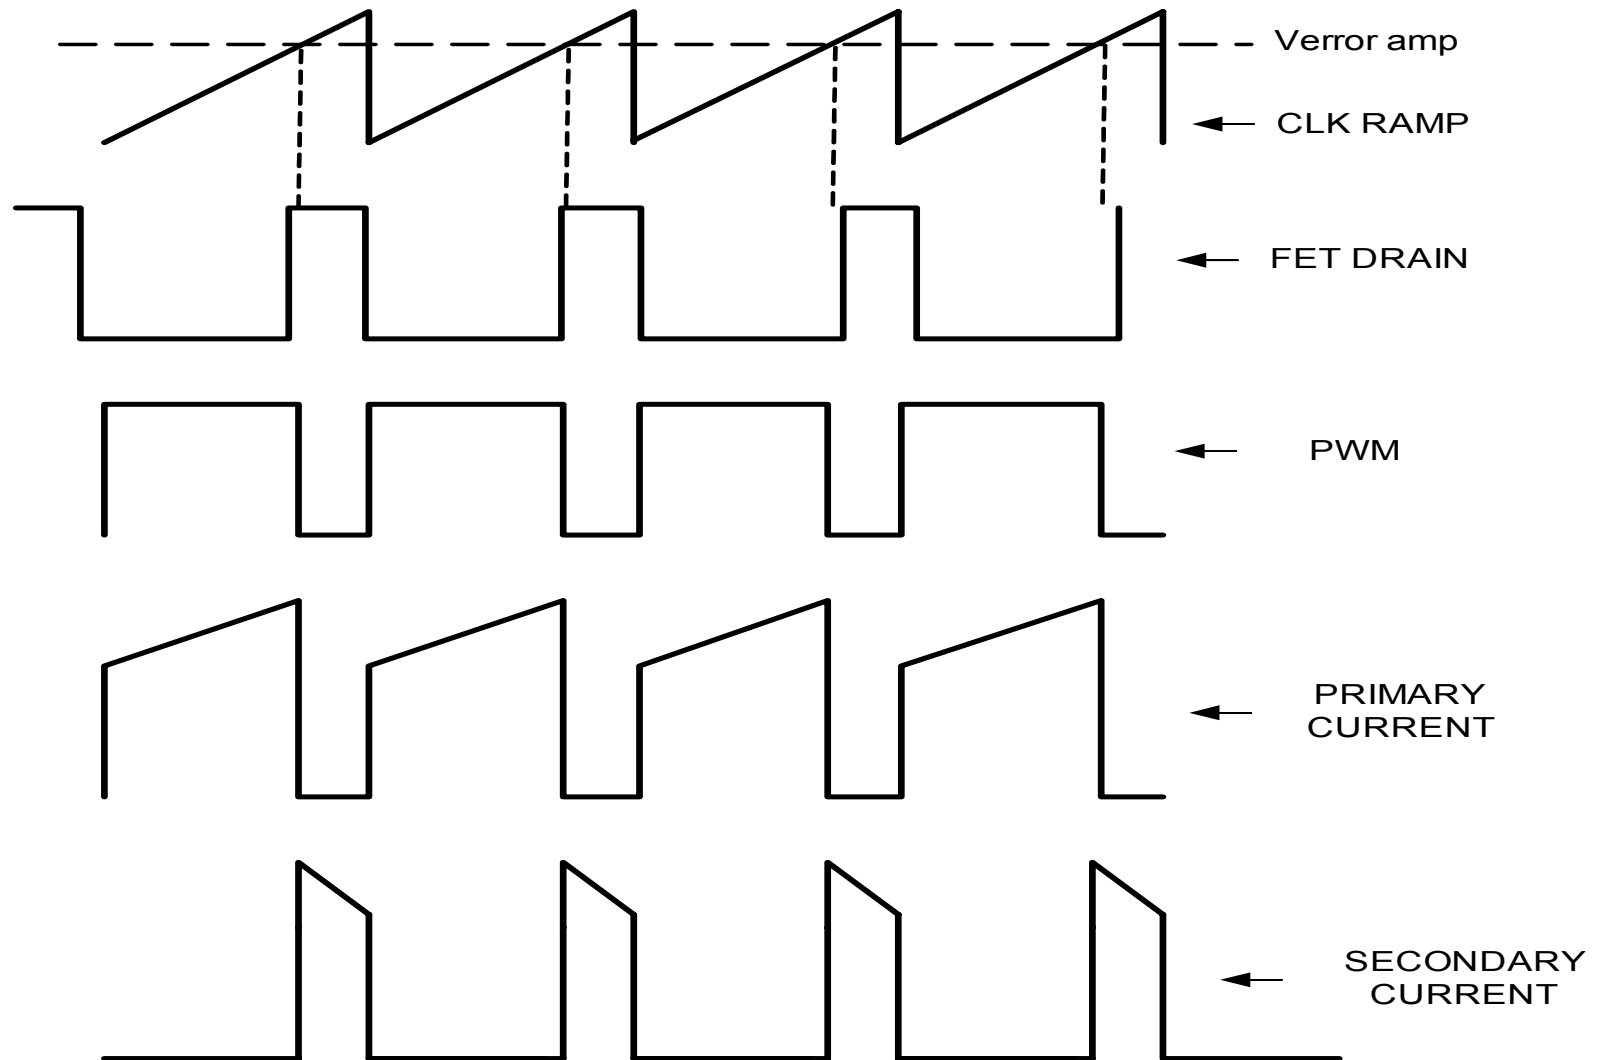 Verror amp
CLK RAMP
FET DRAIN
PWM
PRIMARY
CURRENT
SECONDARY
CURRENT